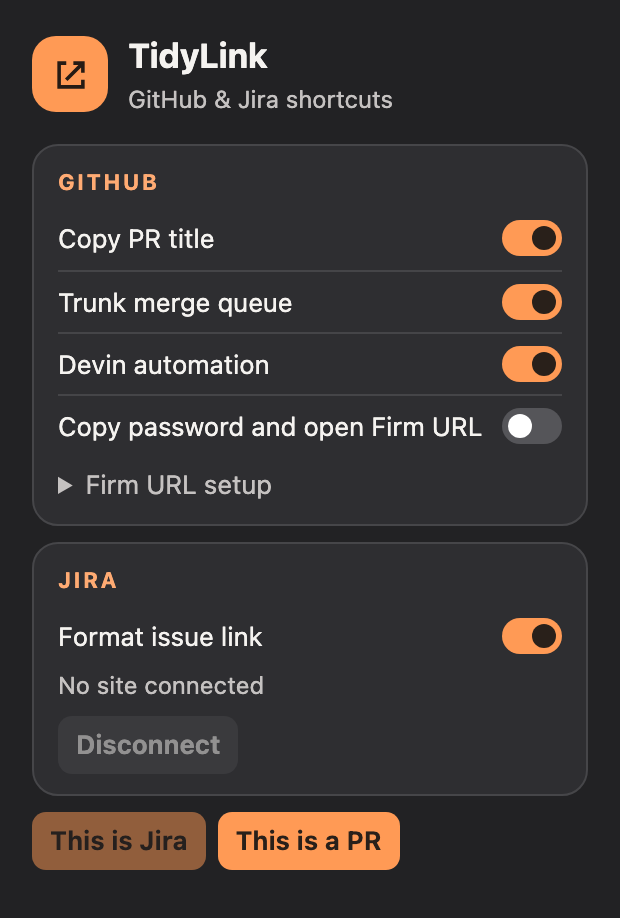 TidyLink
GitHub & Jira shortcuts
GITHUB
Copy PR title
Trunk merge queue
Devin automation
Copy password and open Firm URL
Firm URL setup
JIRA
Format issue link
No site connected
Disconnect
This is Jira
This is a PR